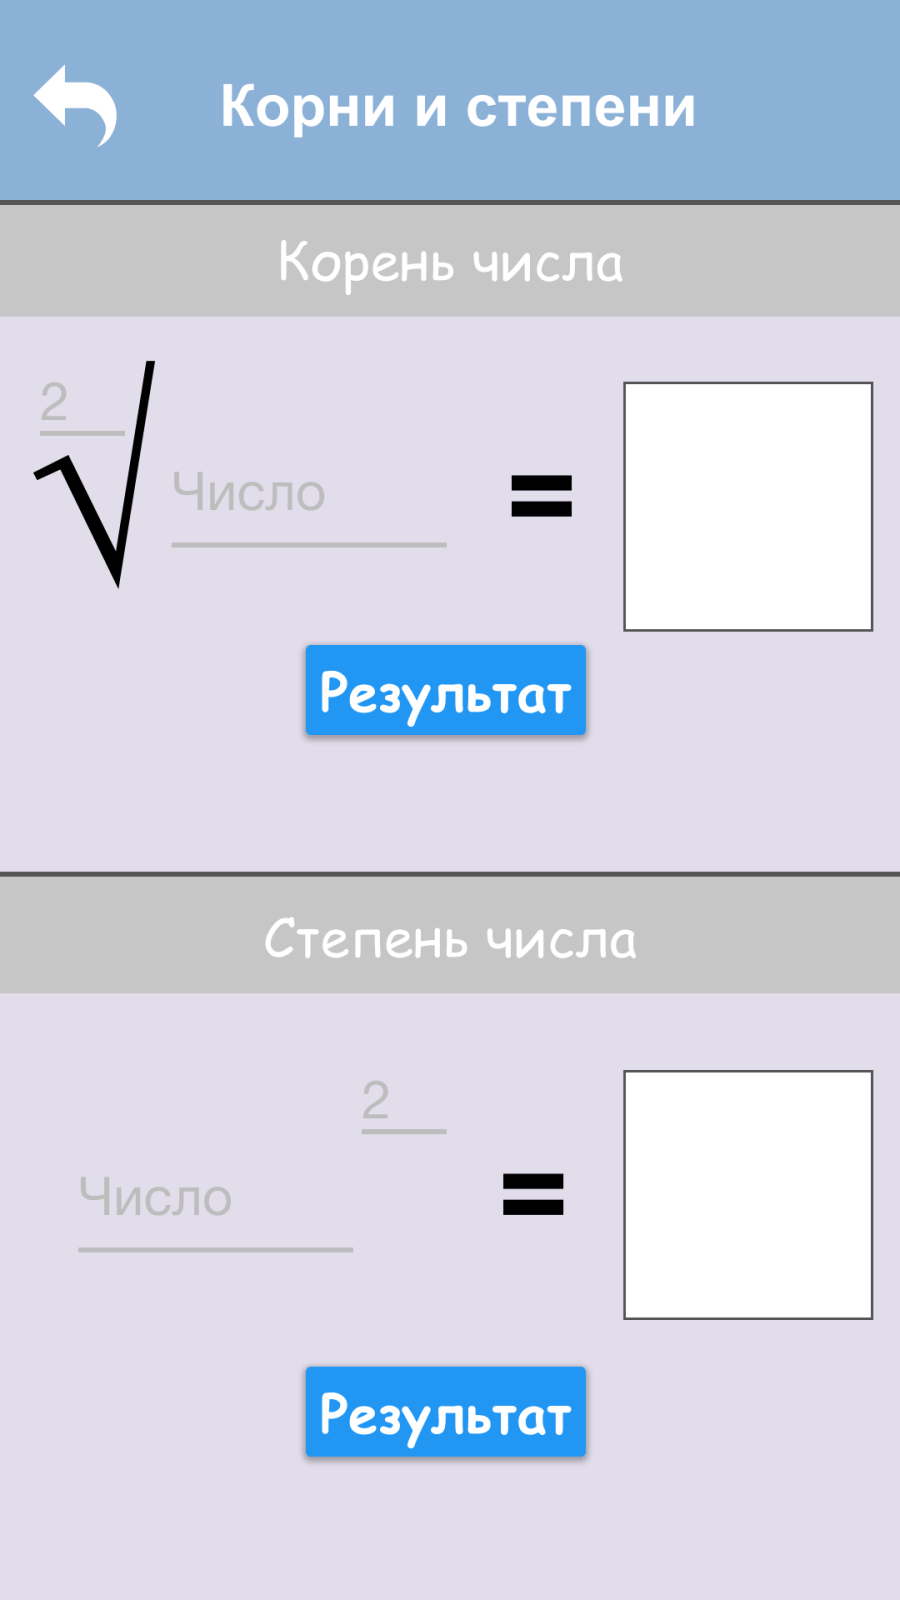 Корни и степени
Корень числа
2
√
Число
=
Результат
Степень числа
2
Число
=
Результат